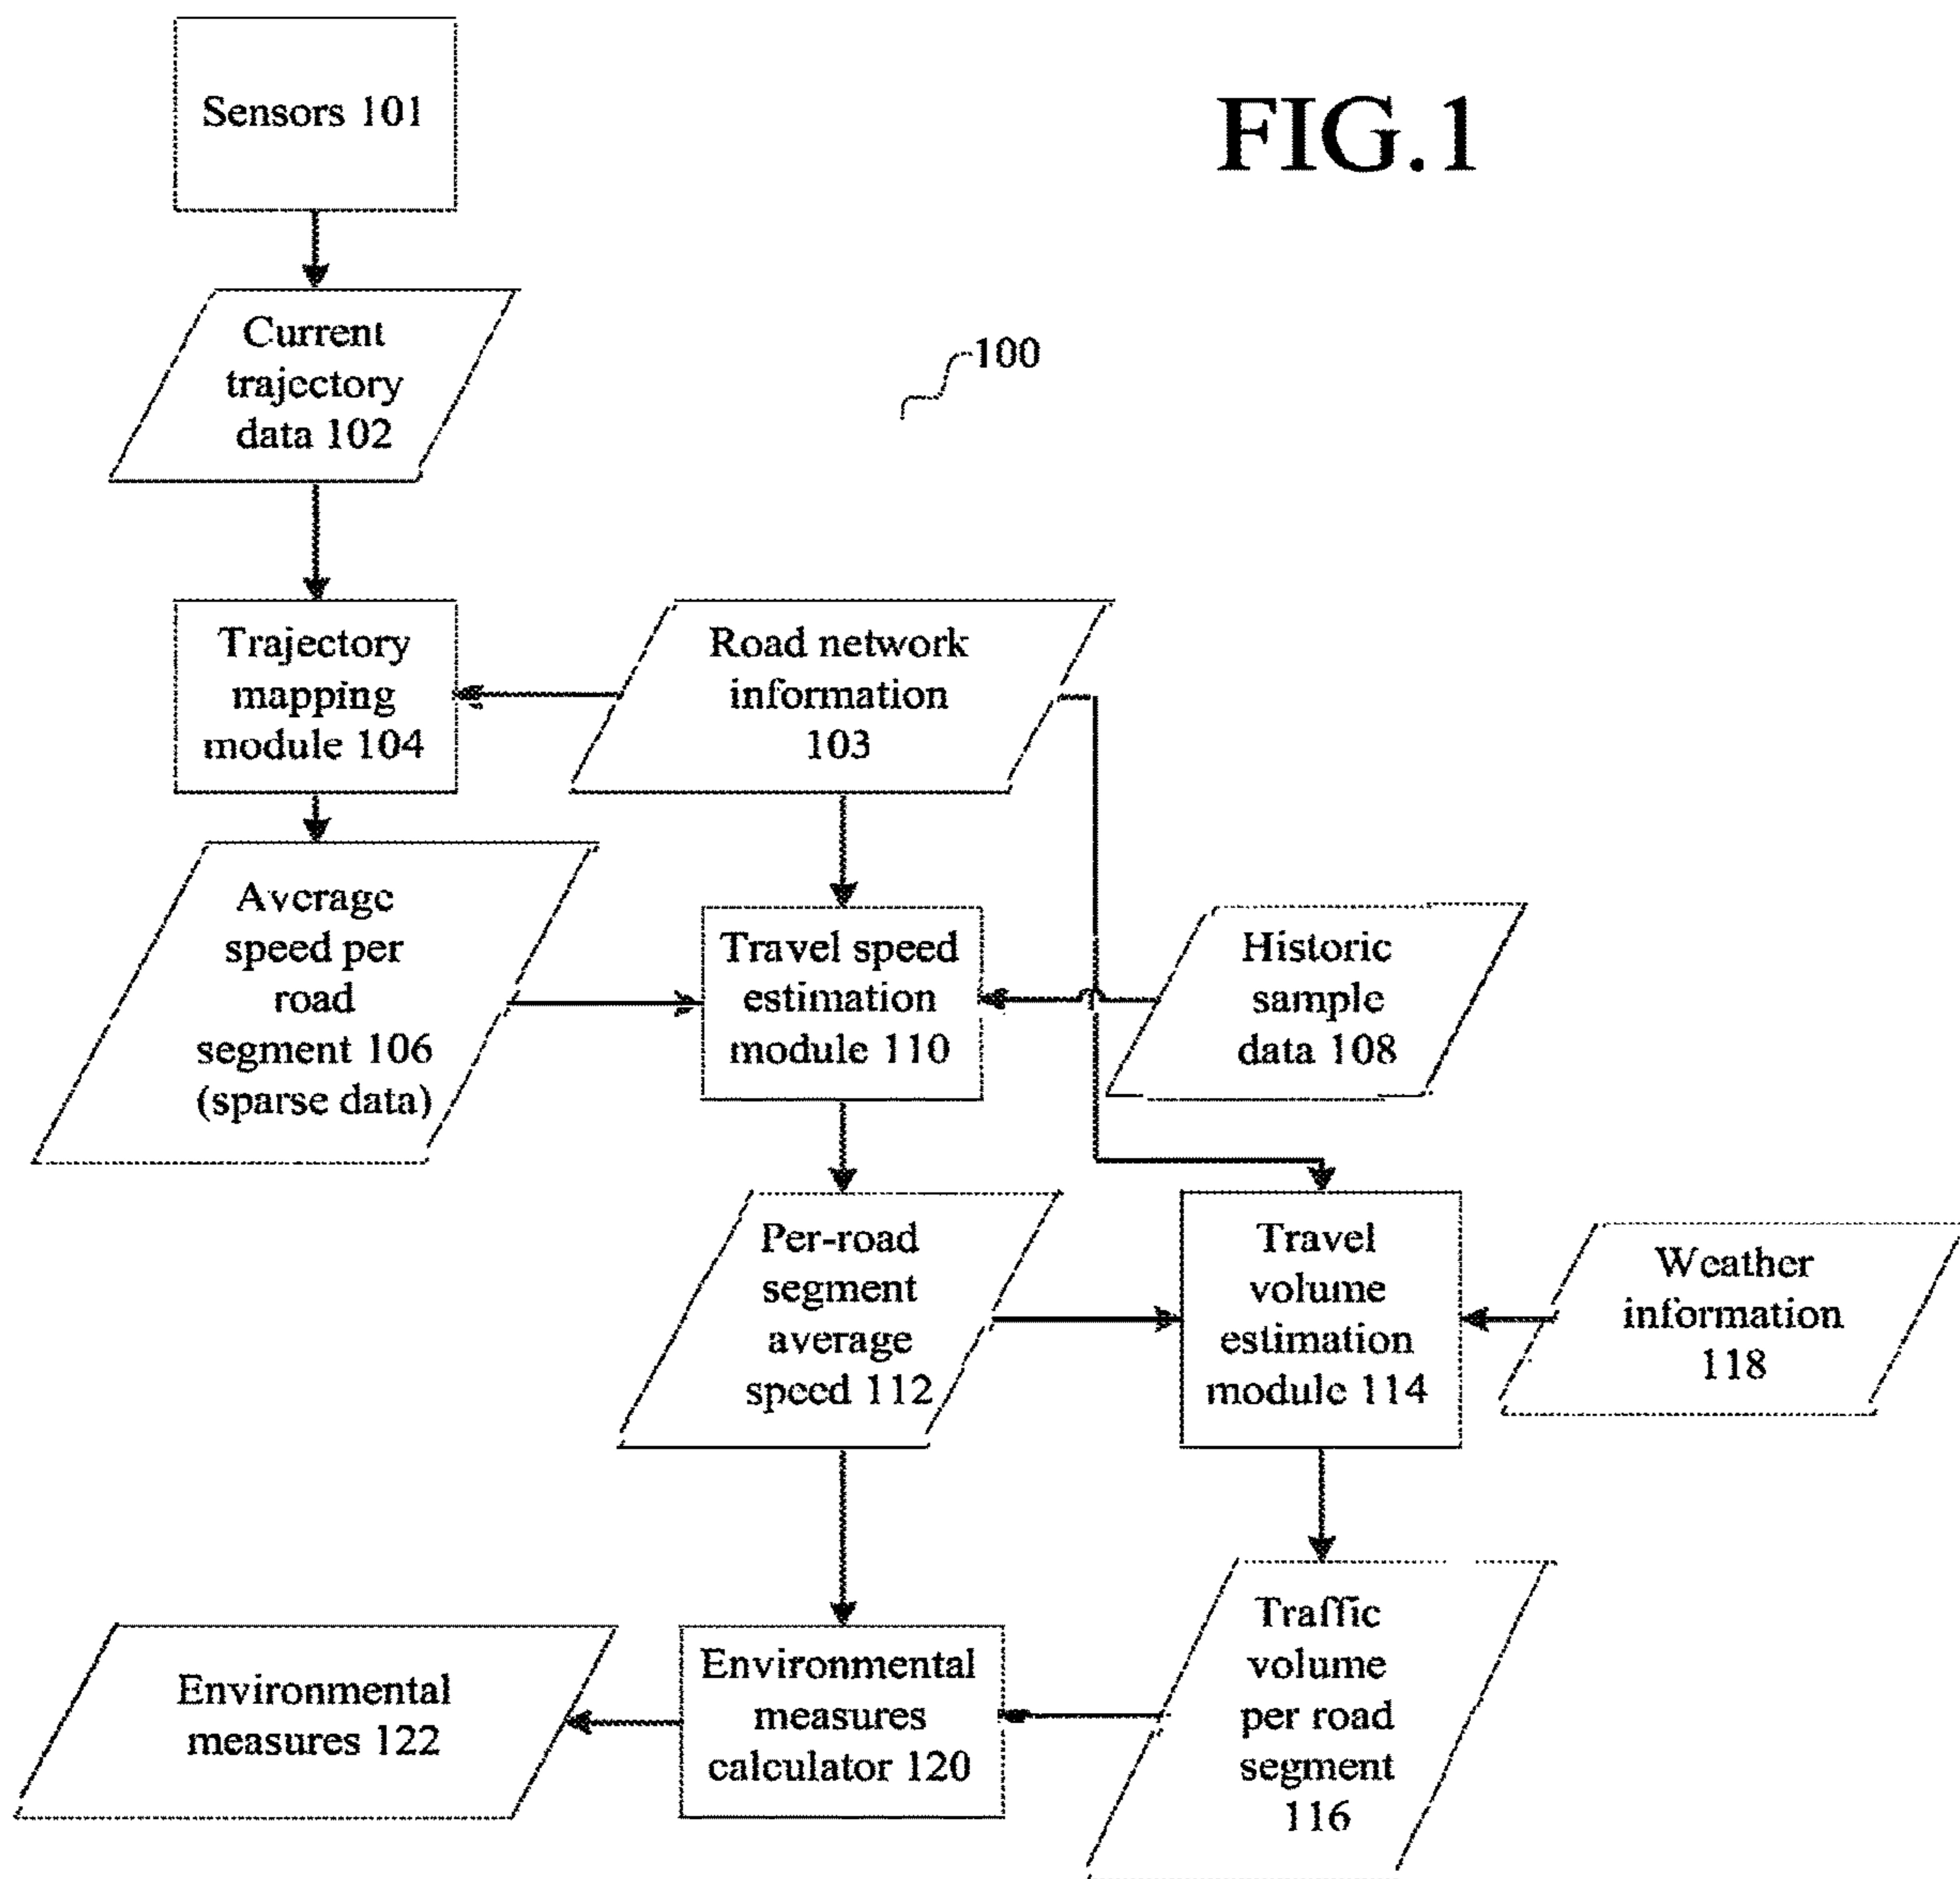 FIG.1
Sensors 101
Current
trajectory
data 102
100
Trajectory
mapping
module 104
Road network
information
103
Average
speed per
road
segment 106
(sparse data)
Travel speed
estimation
module 110
Historic
sample
data 108
Per-road
segment
average
speed 112
Travel
volume
estimation
module 114
Weather
information
118
Environmental
measures 122
Environmental
measures
calculator 120
Traffic
volume
per road
segment
116